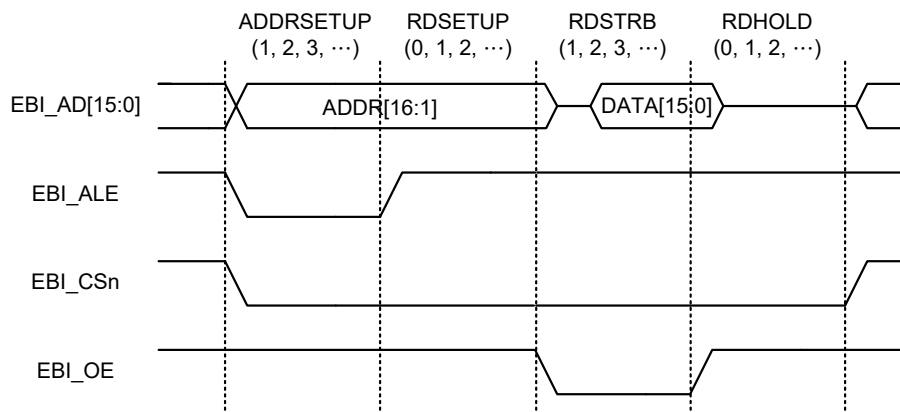 ADDRSETUP RDSETUP RDSTRB RDHOLD
(1, 2, 3, ⋯) (0, 1, 2, ⋯) (1, 2, 3, ⋯) (0, 1, 2, ⋯)
EBI_AD[15:0] ADDR[16:1] DATA[15:0]
EBI_ALE
EBI_CSn
EBI_OE